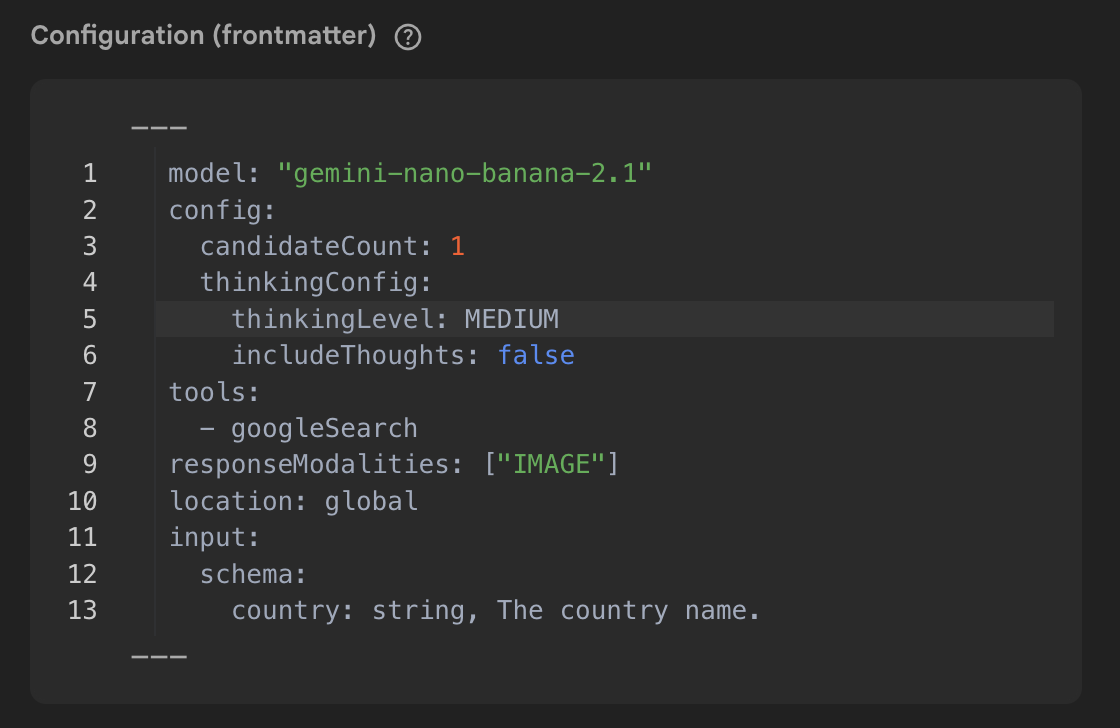 Configuration (frontmatter) ?
---
1 model: "gemini-nano-banana-2.1"
2 config:
3   candidateCount: 1
4   thinkingConfig:
5     thinkingLevel: MEDIUM
6     includeThoughts: false
7 tools:
8   - googleSearch
9 responseModalities: ["IMAGE"]
10 location: global
11 input:
12   schema:
13     country: string, The country name.
---